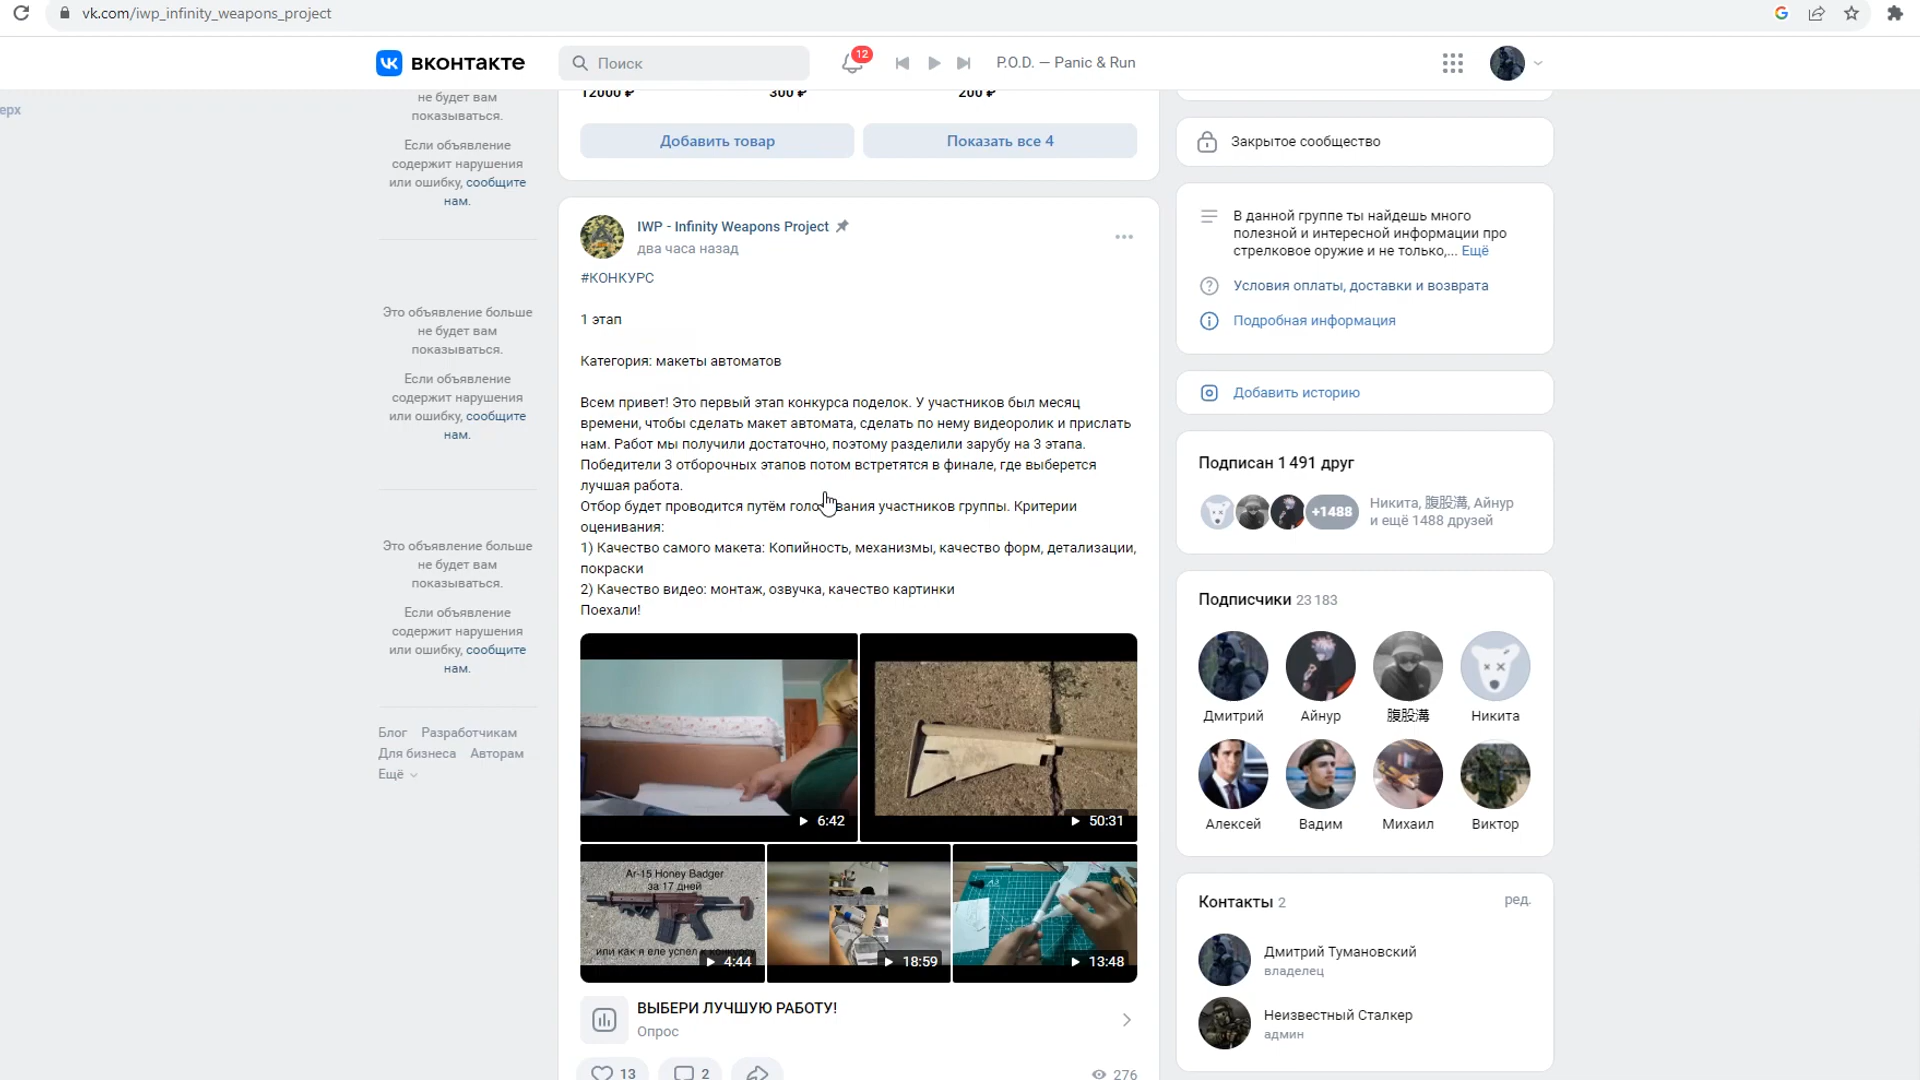 vk.com/iwp_infinity_weapons_project
вконтакте
Поиск
12
P.O.D. — Panic & Run
ерх
не будет вам
показываться.
Если объявление
содержит нарушения
или ошибку, сообщите
нам.
Это объявление больше
не будет вам
показываться.
Если объявление
содержит нарушения
или ошибку, сообщите
нам.
Это объявление больше
не будет вам
показываться.
Если объявление
содержит нарушения
или ошибку, сообщите
нам.
Блог Разработчикам
Для бизнеса Авторам
Ещё
12000 ₽ 300 ₽ 200 ₽
Добавить товар Показать все 4
IWP - Infinity Weapons Project
два часа назад
#КОНКУРС
1 этап
Категория: макеты автоматов
Всем привет! Это первый этап конкурса поделок. У участников был месяц
времени, чтобы сделать макет автомата, сделать по нему видеоролик и прислать
нам. Работ мы получили достаточно, поэтому разделили зарубу на 3 этапа.
Победители 3 отборочных этапов потом встретятся в финале, где выберется
лучшая работа.
Отбор будет проводится путём голосования участников группы. Критерии
оценивания:
1) Качество самого макета: Копийность, механизмы, качество форм, детализации,
покраски
2) Качество видео: монтаж, озвучка, качество картинки
Поехали!
6:42
50:31
Ar-15 Honey Badger
за 17 дней
или как я еле успел к конкурсу
4:44
18:59
13:48
ВЫБЕРИ ЛУЧШУЮ РАБОТУ!
Опрос
13 2 276
Закрытое сообщество
В данной группе ты найдешь много
полезной и интересной информации про
стрелковое оружие и не только,... Ещё
Условия оплаты, доставки и возврата
Подробная информация
Добавить историю
Подписан 1 491 друг
+1488
Никита, 腹股溝, Айнур
и ещё 1488 друзей
Подписчики 23 183
Дмитрий Айнур 腹股溝 Никита
Алексей Вадим Михаил Виктор
Контакты 2 ред.
Дмитрий Тумановский
владелец
Неизвестный Сталкер
админ